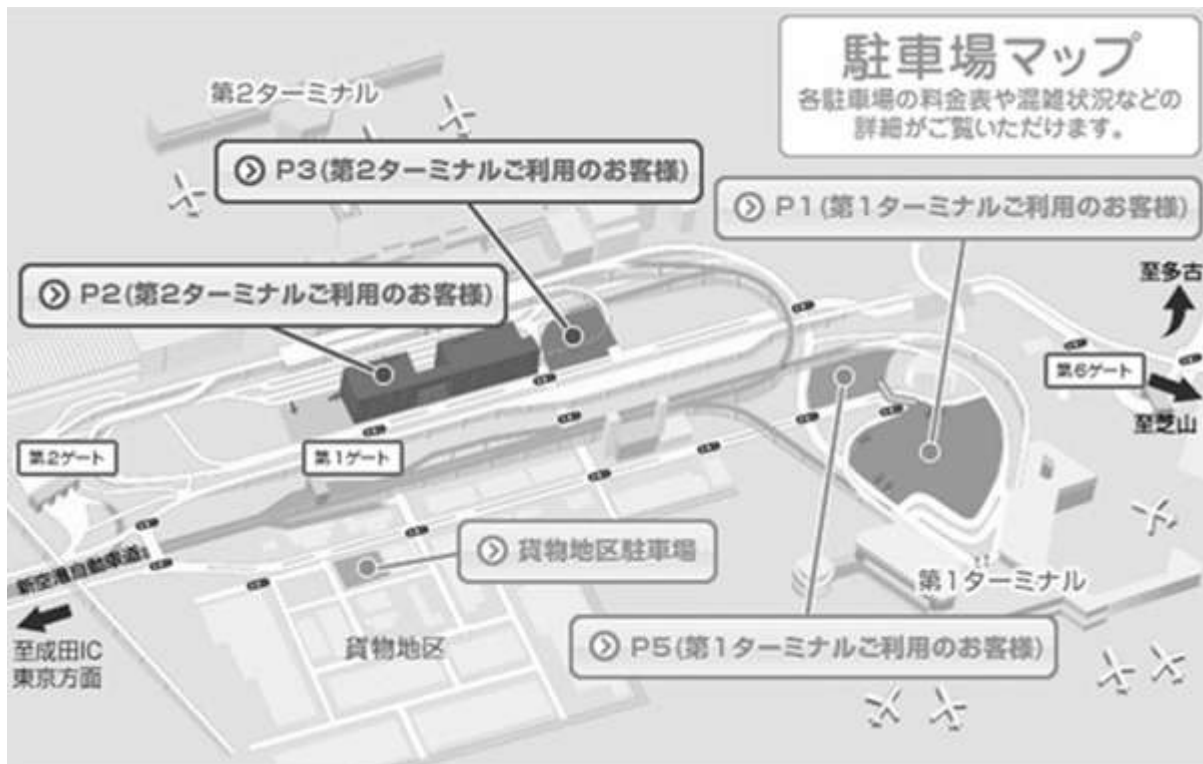 駐車場マップ
各駐車場の料金表や混雑状況などの
詳細がご覧いただけます。
第2ターミナル
P3(第2ターミナルご利用のお客様)
P1(第1ターミナルご利用のお客様)
P2(第2ターミナルご利用のお客様)
至多古
第6ゲート
至芝山
第2ゲート
第1ゲート
新空港自動車道
貨物地区駐車場
第1ターミナル
至成田IC
東京方面
貨物地区
P5(第1ターミナルご利用のお客様)